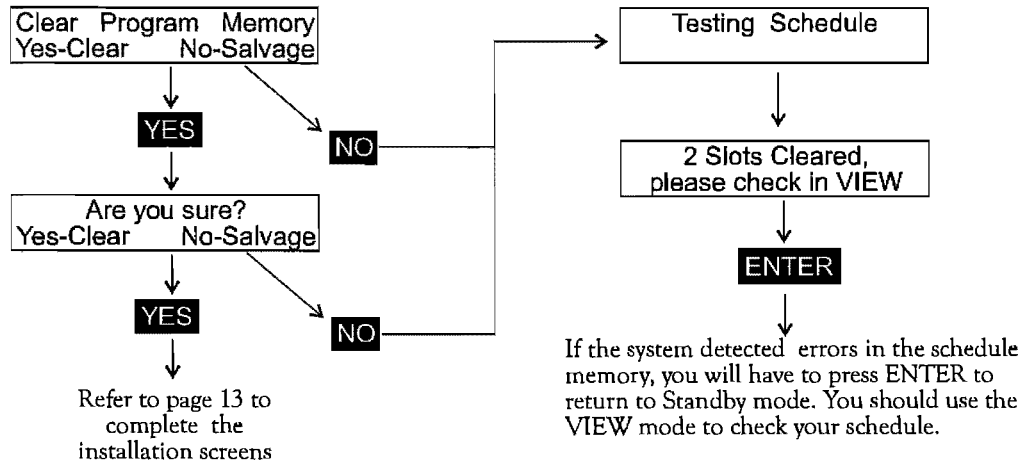 Clear Program Memory
Yes-Clear No-Salvage
YES
NO
Are you sure?
Yes-Clear No-Salvage
YES
NO
Refer to page 13 to
complete the
installation screens
Testing Schedule
2 Slots Cleared,
please check in VIEW
ENTER
If the system detected errors in the schedule
memory, you will have to press ENTER to
return to Standby mode. You should use the
VIEW mode to check your schedule.